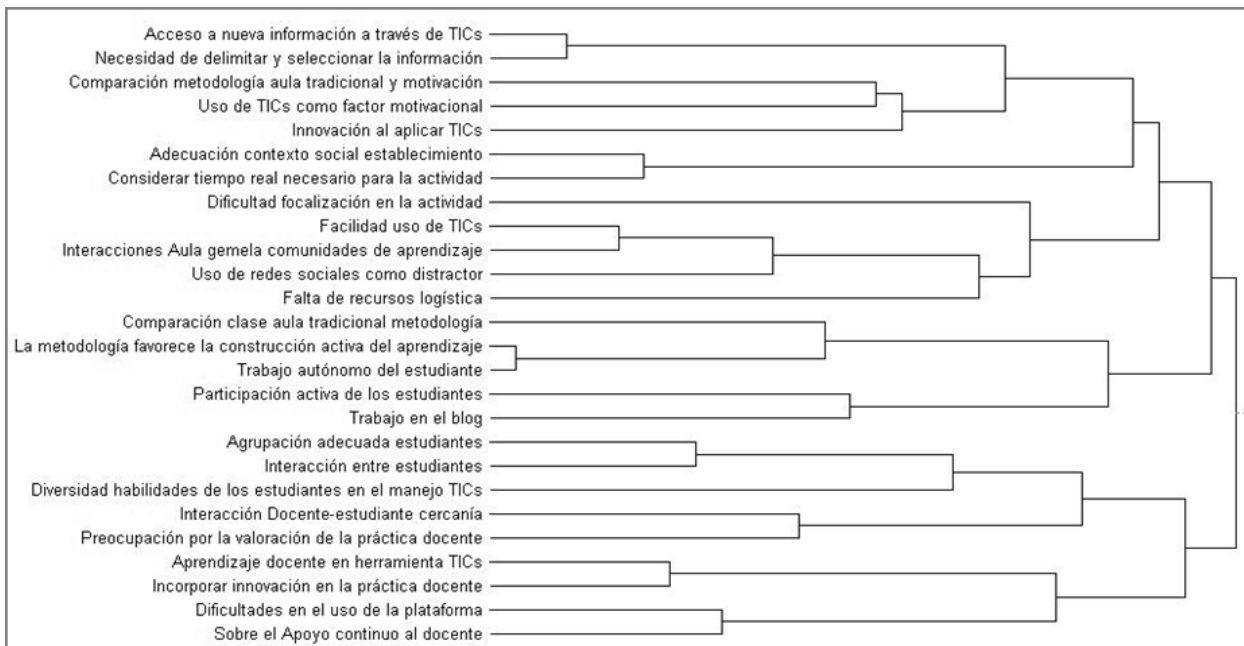 Acceso a nueva información a través de TICs
Necesidad de delimitar y seleccionar la información
Comparación metodología aula tradicional y motivación
Uso de TICs como factor motivacional
Innovación al aplicar TICs
Adecuación contexto social establecimiento
Considerar tiempo real necesario para la actividad
Dificultad focalización en la actividad
Facilidad uso de TICs
Interacciones Aula gemela comunidades de aprendizaje
Uso de redes sociales como distractor
Falta de recursos logística
Comparación clase aula tradicional metodología
La metodología favorece la construcción activa del aprendizaje
Trabajo autónomo del estudiante
Participación activa de los estudiantes
Trabajo en el blog
Agrupación adecuada estudiantes
Interacción entre estudiantes
Diversidad habilidades de los estudiantes en el manejo TICs
Interacción Docente-estudiante cercanía
Preocupación por la valoración de la práctica docente
Aprendizaje docente en herramienta TICs
Incorporar innovación en la práctica docente
Dificultades en el uso de la plataforma
Sobre el Apoyo continuo al docente